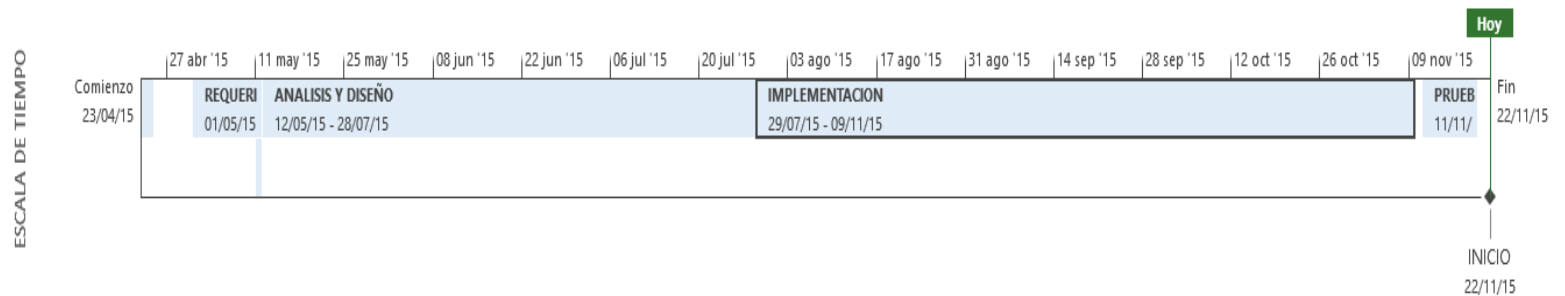 Hoy
27 abr '15
11 may '15
25 may '15
08 jun '15
22 jun '15
06 jul '15
20 jul '15
03 ago '15
17 ago '15
31 ago '15
14 sep '15
28 sep '15
12 oct '15
26 oct '15
09 nov '15
ESCALA DE TIEMPO
Comienzo
23/04/15
REQUERI
01/05/15
ANALISIS Y DISEÑO
12/05/15 - 28/07/15
IMPLEMENTACION
29/07/15 - 09/11/15
PRUEB
11/11/
Fin
22/11/15
INICIO
22/11/15